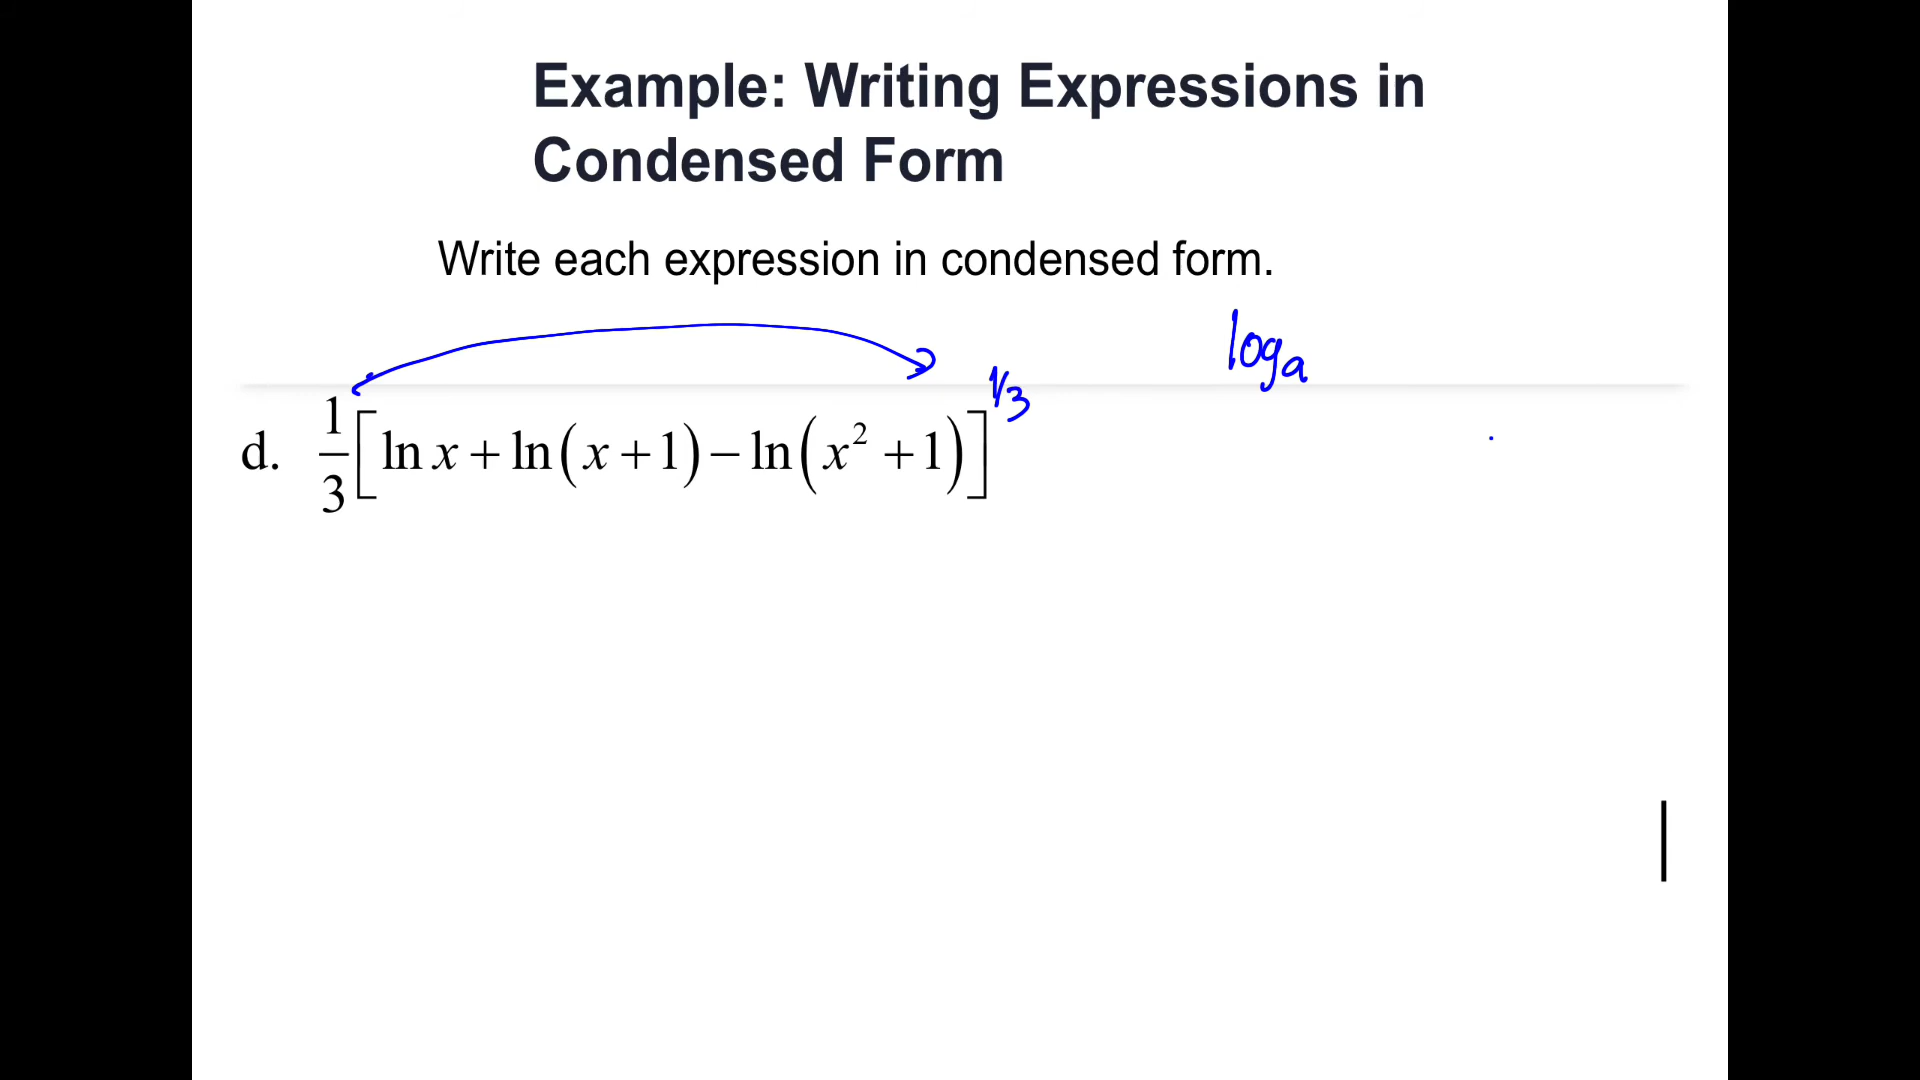 Example: Writing Expressions in
Condensed Form
Write each expression in condensed form.
logₐ
d. 1/3[ln x + ln(x + 1) − ln(x² + 1)]^1/3